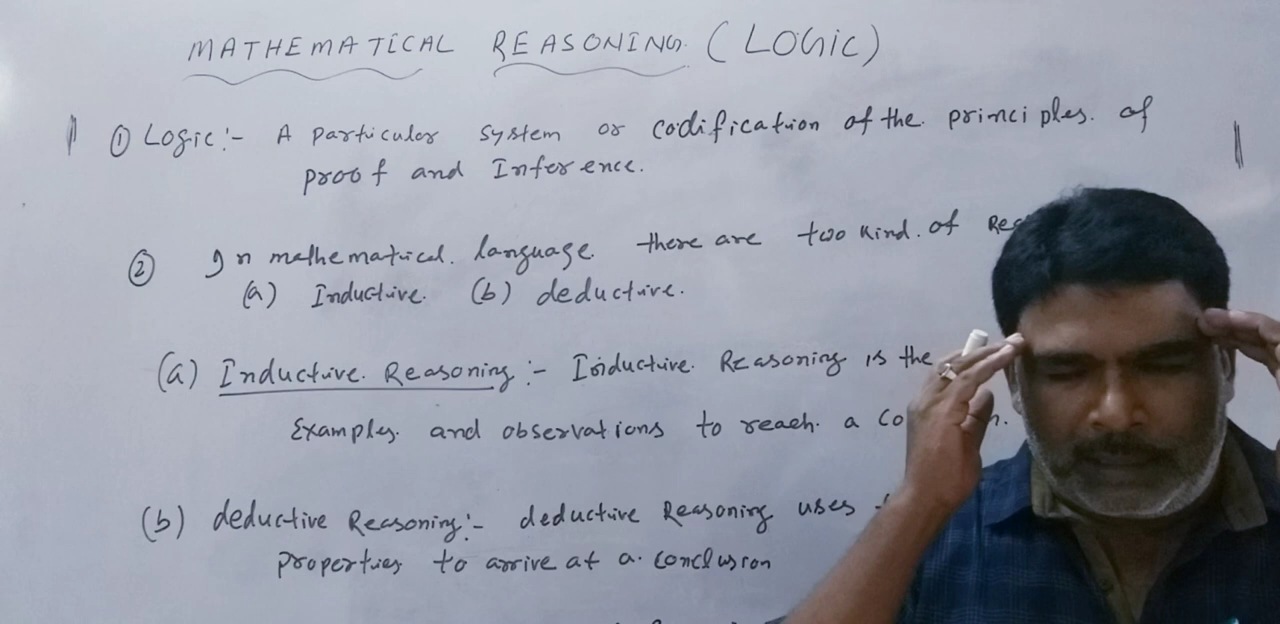 MATHEMATICAL REASONING (LOGIC)
① Logic:- A particular system or codification of the principles. of
proof and Inference.
② In mathematical. language. there are two kind. of
(a) Inductive. (b) deductive.
(a) Inductive. Reasoning:- Inductive. Reasoning is the
Examples. and observations to reach. a
(b) deductive Reasoning:- deductive Reasoning uses
properties to arrive at a. conclusion